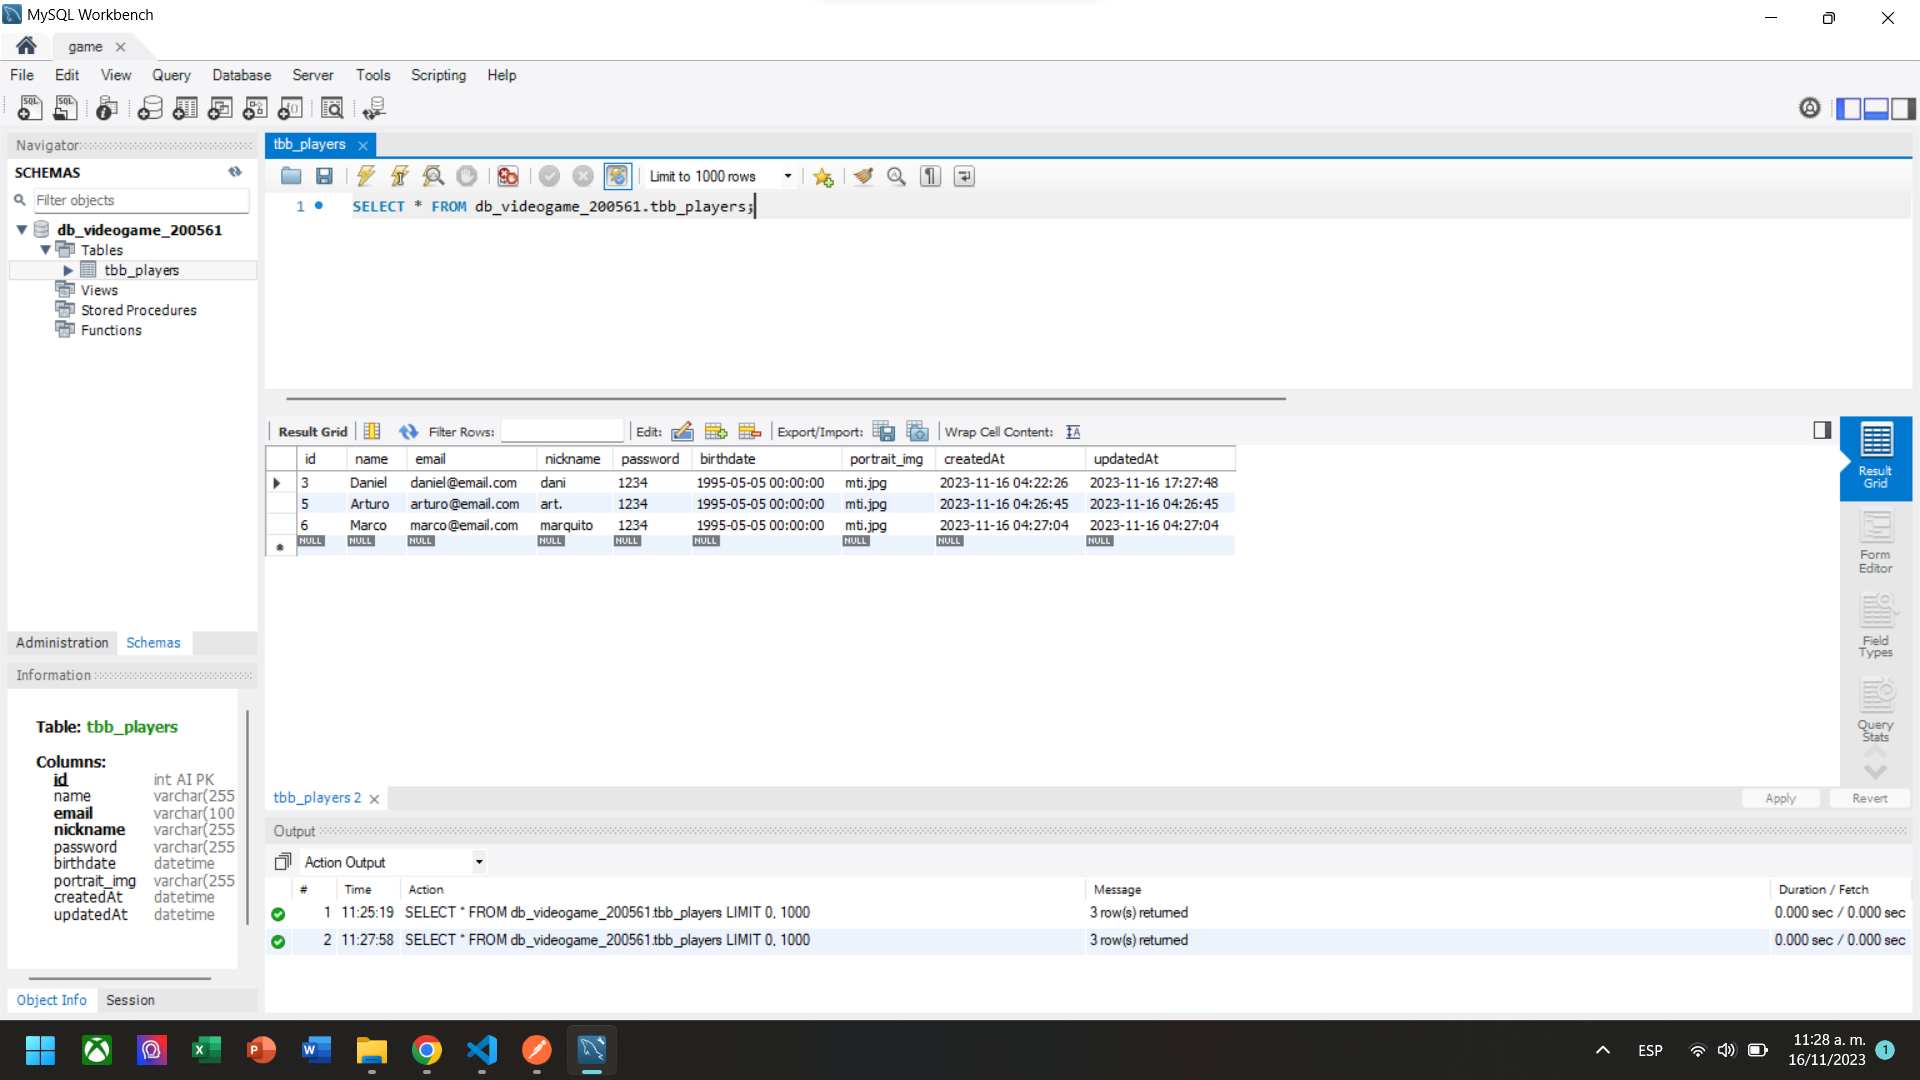 MySQL Workbench
game
File Edit View Query Database Server Tools Scripting Help
Navigator
SCHEMAS
Filter objects
db_videogame_200561
Tables
tbb_players
Views
Stored Procedures
Functions
Administration Schemas
Information
Table: tbb_players
Columns:
id int AI PK
name varchar(255
email varchar(100
nickname varchar(255
password varchar(255
birthdate datetime
portrait_img varchar(255
createdAt datetime
updatedAt datetime
Object Info Session
tbb_players
Limit to 1000 rows
1 SELECT * FROM db_videogame_200561.tbb_players;
Result Grid Filter Rows: Edit: Export/Import: Wrap Cell Content:
id name email nickname password birthdate portrait_img createdAt updatedAt
3 Daniel daniel@email.com dani 1234 1995-05-05 00:00:00 mti.jpg 2023-11-16 04:22:26 2023-11-16 17:27:48
5 Arturo arturo@email.com art. 1234 1995-05-05 00:00:00 mti.jpg 2023-11-16 04:26:45 2023-11-16 04:26:45
6 Marco marco@email.com marquito 1234 1995-05-05 00:00:00 mti.jpg 2023-11-16 04:27:04 2023-11-16 04:27:04
NULL NULL NULL NULL NULL NULL NULL NULL NULL
Result
Grid
Form
Editor
Field
Types
Query
Stats
tbb_players 2
Apply Revert
Output
Action Output
# Time Action Message Duration / Fetch
1 11:25:19 SELECT * FROM db_videogame_200561.tbb_players LIMIT 0, 1000 3 row(s) returned 0.000 sec / 0.000 sec
2 11:27:58 SELECT * FROM db_videogame_200561.tbb_players LIMIT 0, 1000 3 row(s) returned 0.000 sec / 0.000 sec
ESP
11:28 a. m.
16/11/2023
1